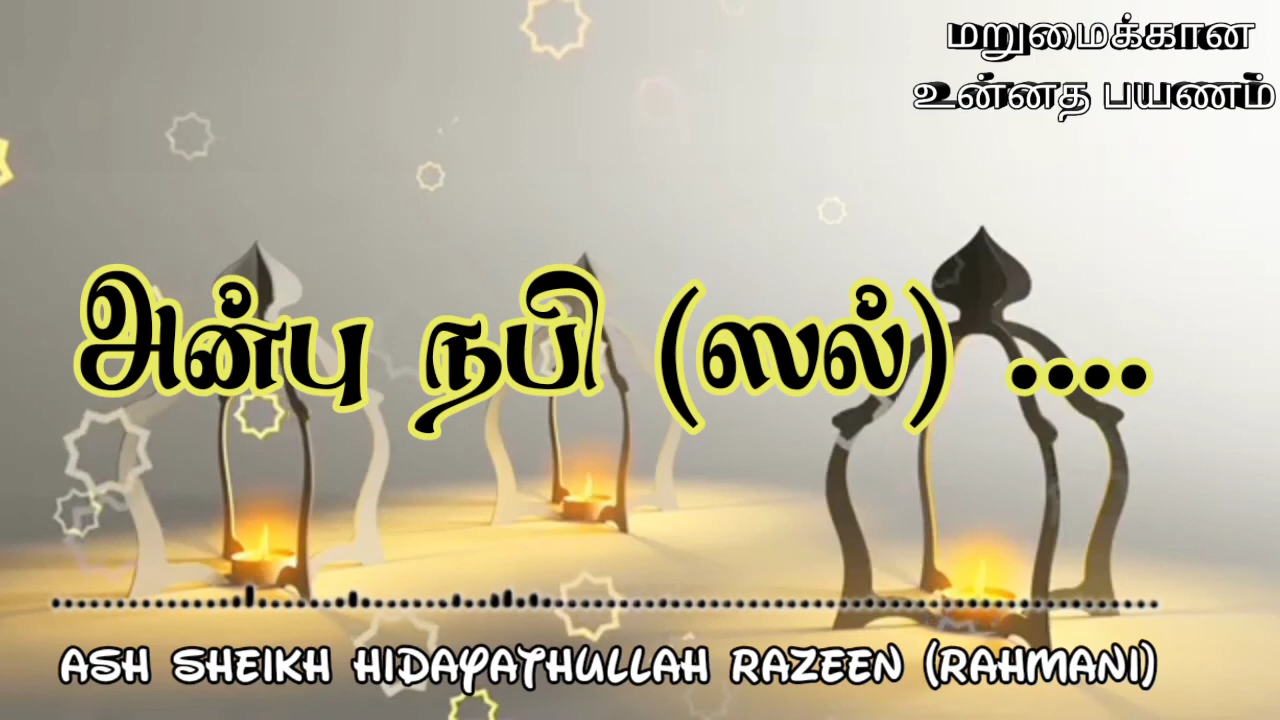 மறுமைக்கான
உன்னத பயணம்
அன்பு நபி (ஸல்) ....
ASH SHEIKH HIDAYATHULLAH RAZEEN (RAHMANI)